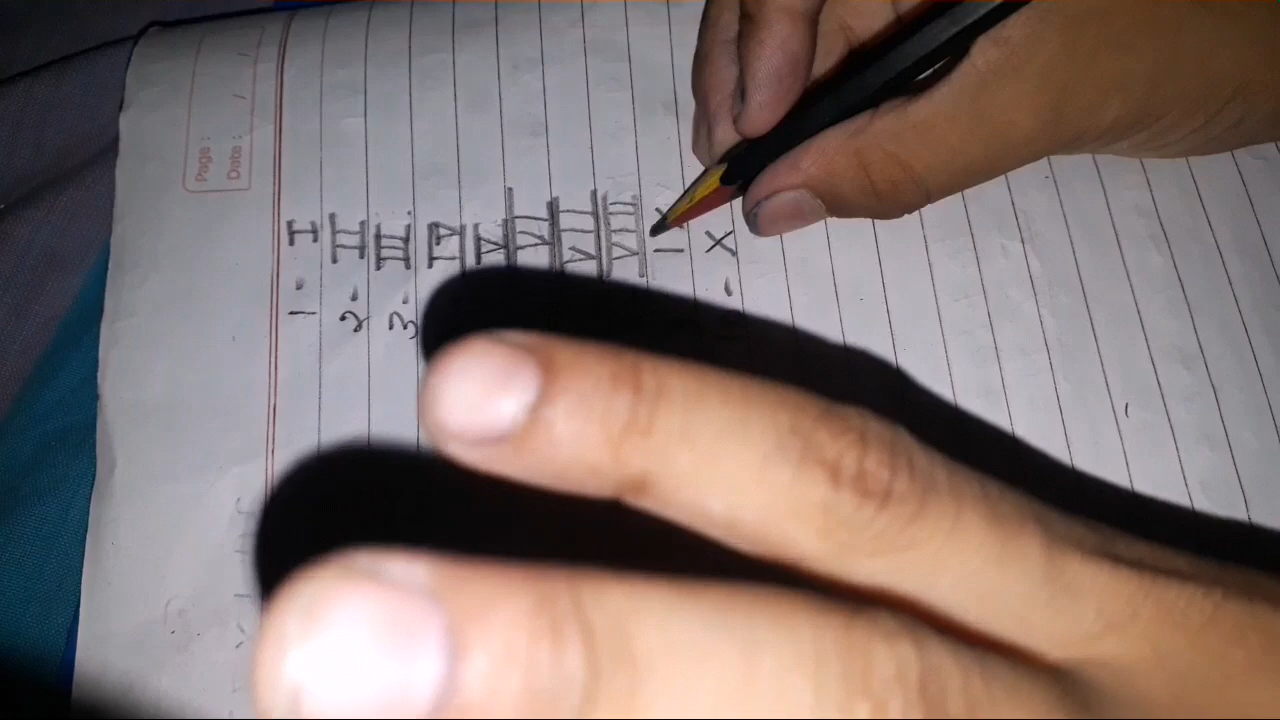 Page :
Date : / /
1 - I
2 - II
3 - III
IV
V
VI
VII
VIII
IX
- X